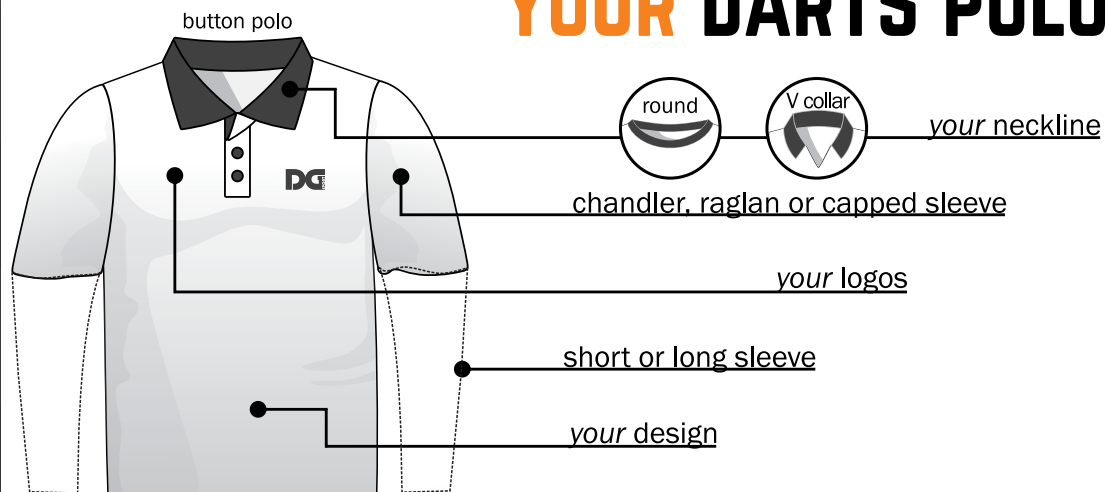 YOUR DARTS POLO
button polo
round
V collar
your neckline
DG
chandler, raglan or capped sleeve
your logos
short or long sleeve
your design